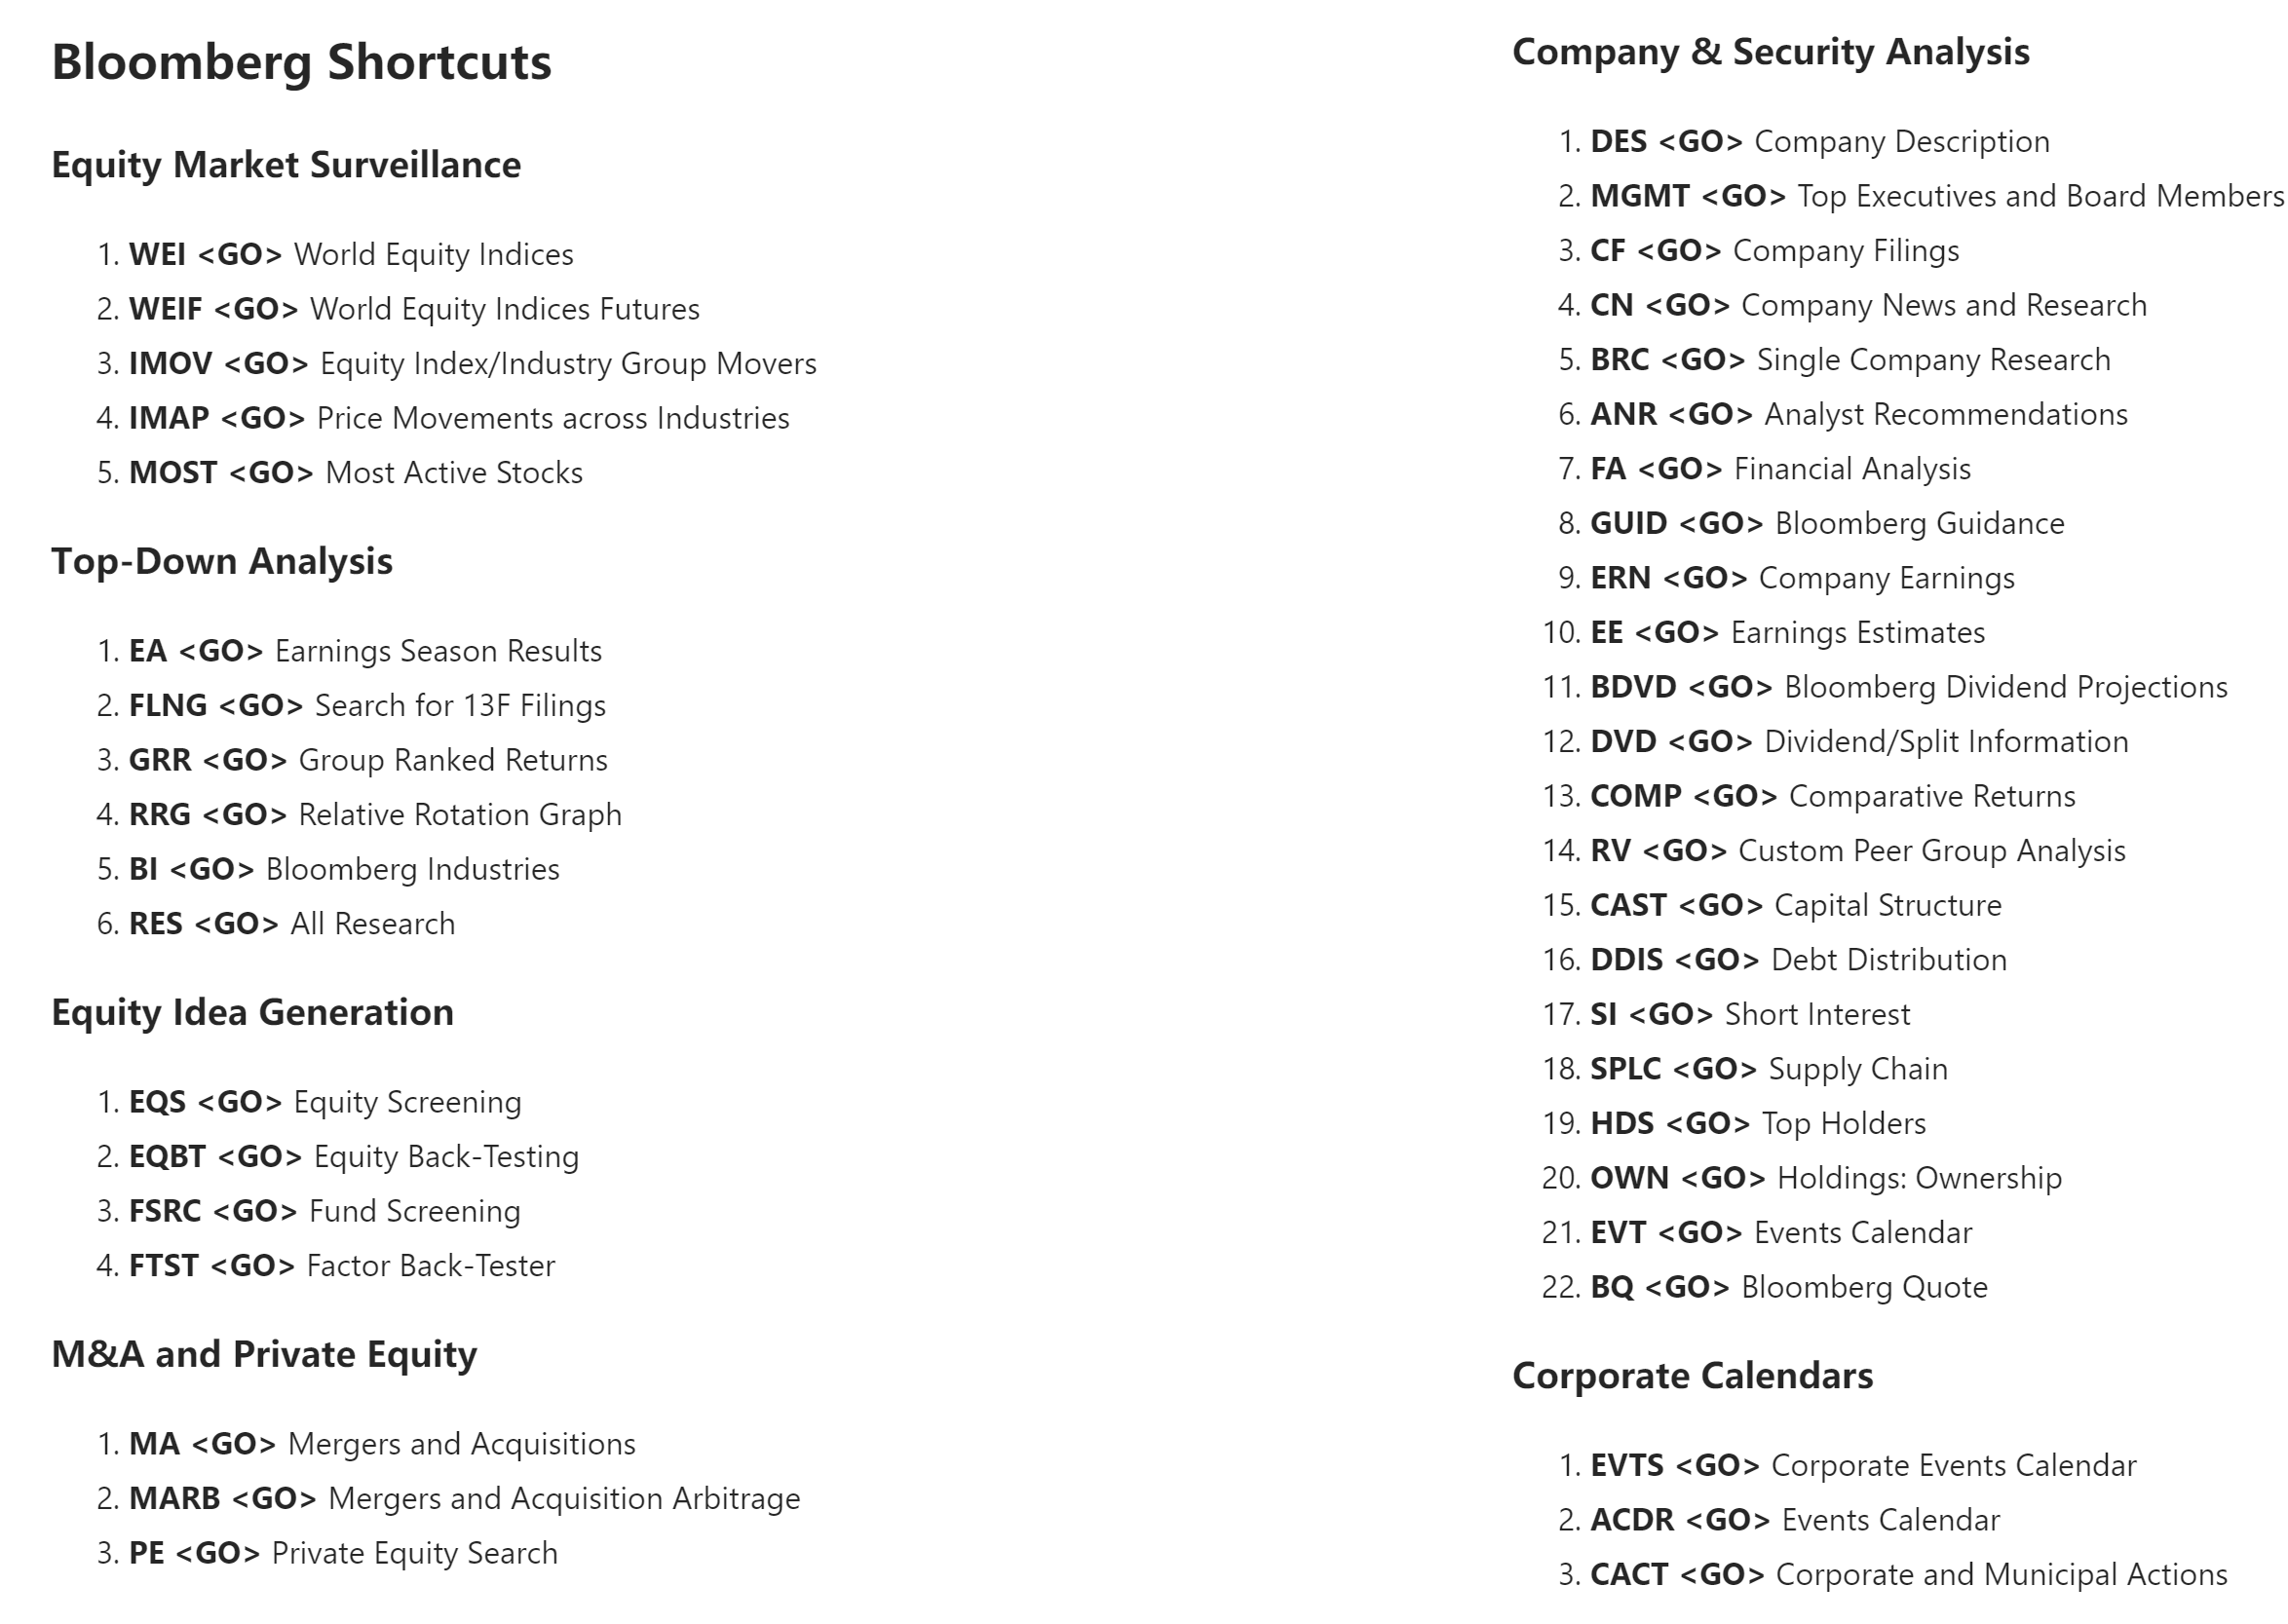 Bloomberg Shortcuts
Equity Market Surveillance
1. WEI <GO> World Equity Indices
2. WEIF <GO> World Equity Indices Futures
3. IMOV <GO> Equity Index/Industry Group Movers
4. IMAP <GO> Price Movements across Industries
5. MOST <GO> Most Active Stocks
Top-Down Analysis
1. EA <GO> Earnings Season Results
2. FLNG <GO> Search for 13F Filings
3. GRR <GO> Group Ranked Returns
4. RRG <GO> Relative Rotation Graph
5. BI <GO> Bloomberg Industries
6. RES <GO> All Research
Equity Idea Generation
1. EQS <GO> Equity Screening
2. EQBT <GO> Equity Back-Testing
3. FSRC <GO> Fund Screening
4. FTST <GO> Factor Back-Tester
M&A and Private Equity
1. MA <GO> Mergers and Acquisitions
2. MARB <GO> Mergers and Acquisition Arbitrage
3. PE <GO> Private Equity Search
Company & Security Analysis
1. DES <GO> Company Description
2. MGMT <GO> Top Executives and Board Members
3. CF <GO> Company Filings
4. CN <GO> Company News and Research
5. BRC <GO> Single Company Research
6. ANR <GO> Analyst Recommendations
7. FA <GO> Financial Analysis
8. GUID <GO> Bloomberg Guidance
9. ERN <GO> Company Earnings
10. EE <GO> Earnings Estimates
11. BDVD <GO> Bloomberg Dividend Projections
12. DVD <GO> Dividend/Split Information
13. COMP <GO> Comparative Returns
14. RV <GO> Custom Peer Group Analysis
15. CAST <GO> Capital Structure
16. DDIS <GO> Debt Distribution
17. SI <GO> Short Interest
18. SPLC <GO> Supply Chain
19. HDS <GO> Top Holders
20. OWN <GO> Holdings: Ownership
21. EVT <GO> Events Calendar
22. BQ <GO> Bloomberg Quote
Corporate Calendars
1. EVTS <GO> Corporate Events Calendar
2. ACDR <GO> Events Calendar
3. CACT <GO> Corporate and Municipal Actions